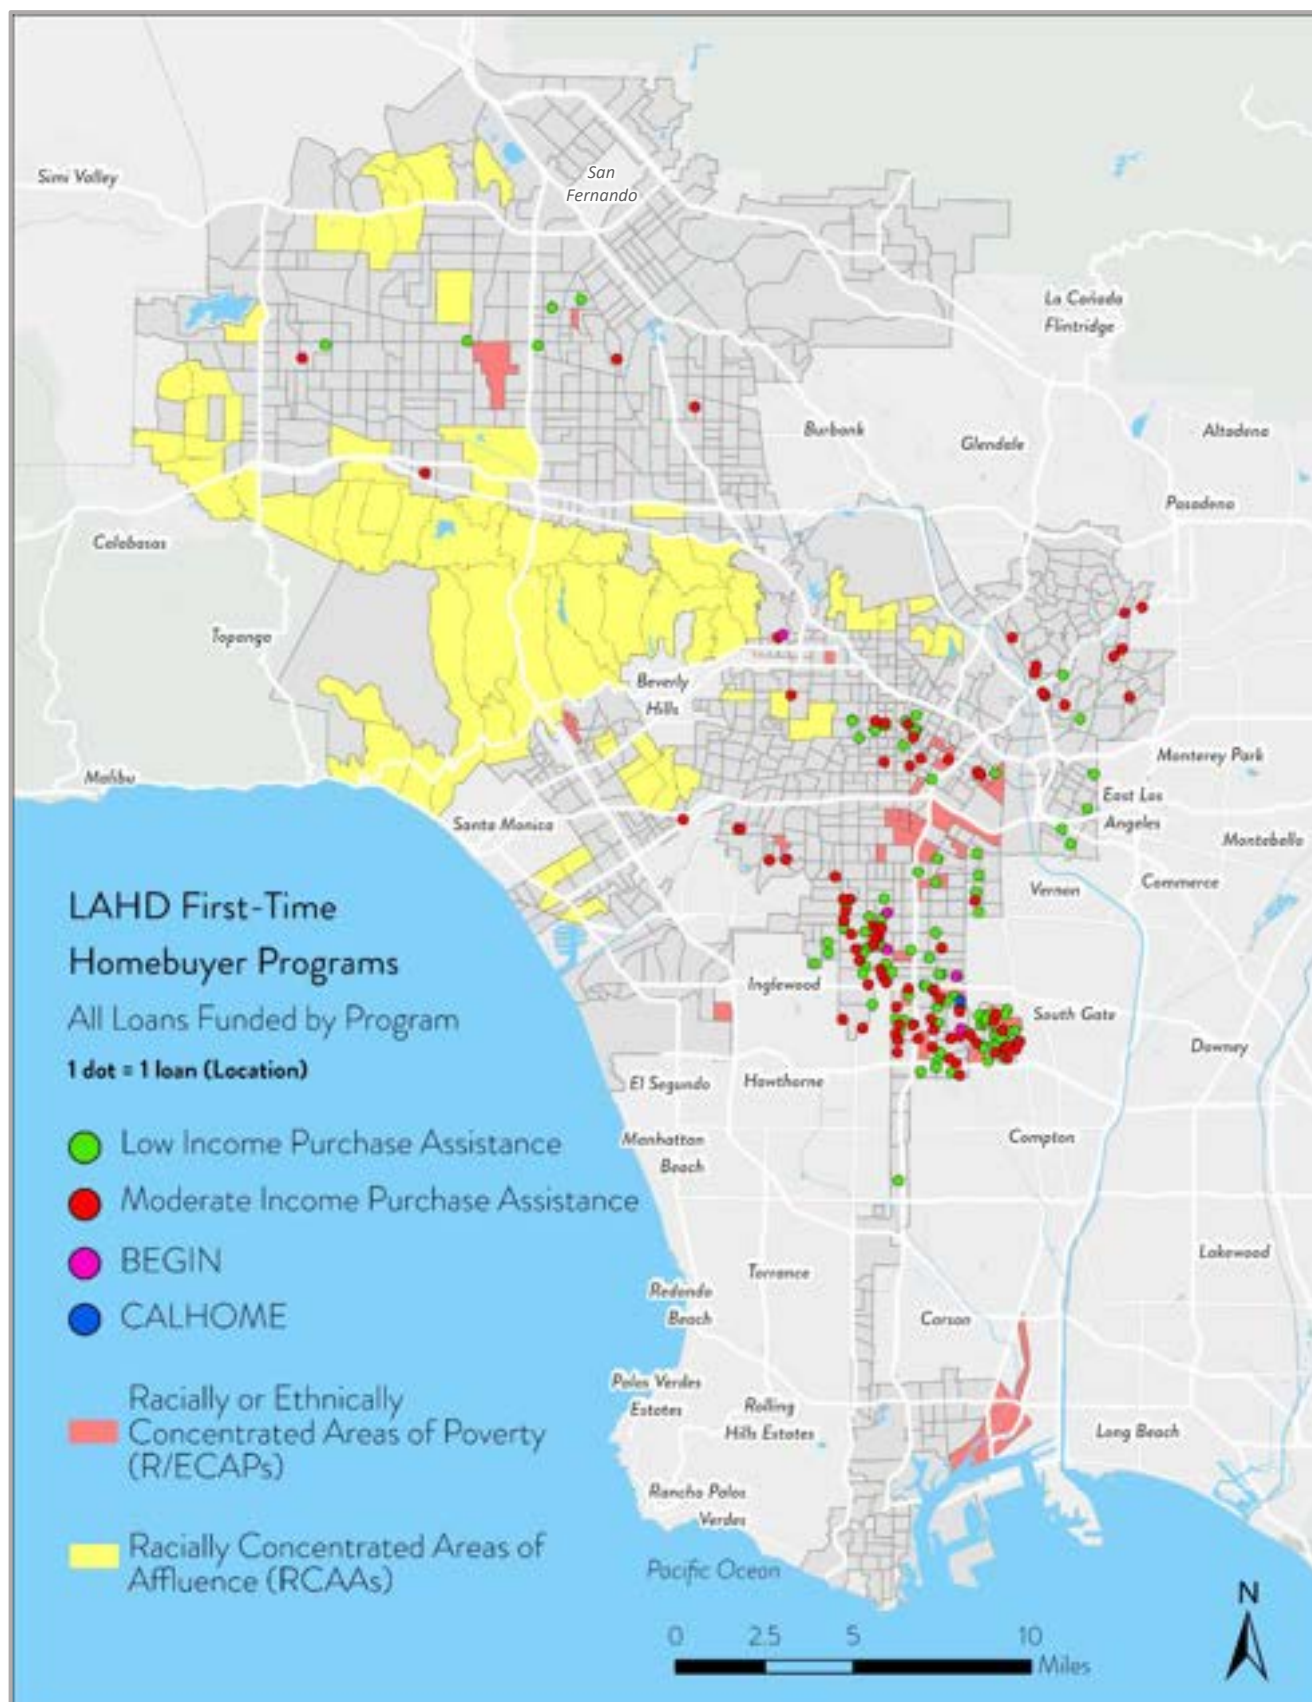 San
Fernando
Simi Valley
La Cañada
Flintridge
Burbank
Glendale
Altadena
Pasadena
Calabasas
Topanga
Beverly
Hills
Monterey Park
Malibu
Santa Monica
East Los
Angeles
Montebello
Vernon
Commerce
LAHD First-Time
Homebuyer Programs
All Loans Funded by Program
1 dot = 1 loan (Location)
Inglewood
South Gate
Downey
El Segundo
Hawthorne
Manhattan
Beach
Compton
Low Income Purchase Assistance
Moderate Income Purchase Assistance
BEGIN
CALHOME
Racially or Ethnically
Concentrated Areas of Poverty
(R/ECAPs)
Racially Concentrated Areas of
Affluence (RCAAs)
Torrance
Lakewood
Redondo
Beach
Carson
Palos Verdes
Estates
Rolling
Hills Estates
Long Beach
Rancho Palos
Verdes
Pacific Ocean
N
0 2.5 5 10
Miles